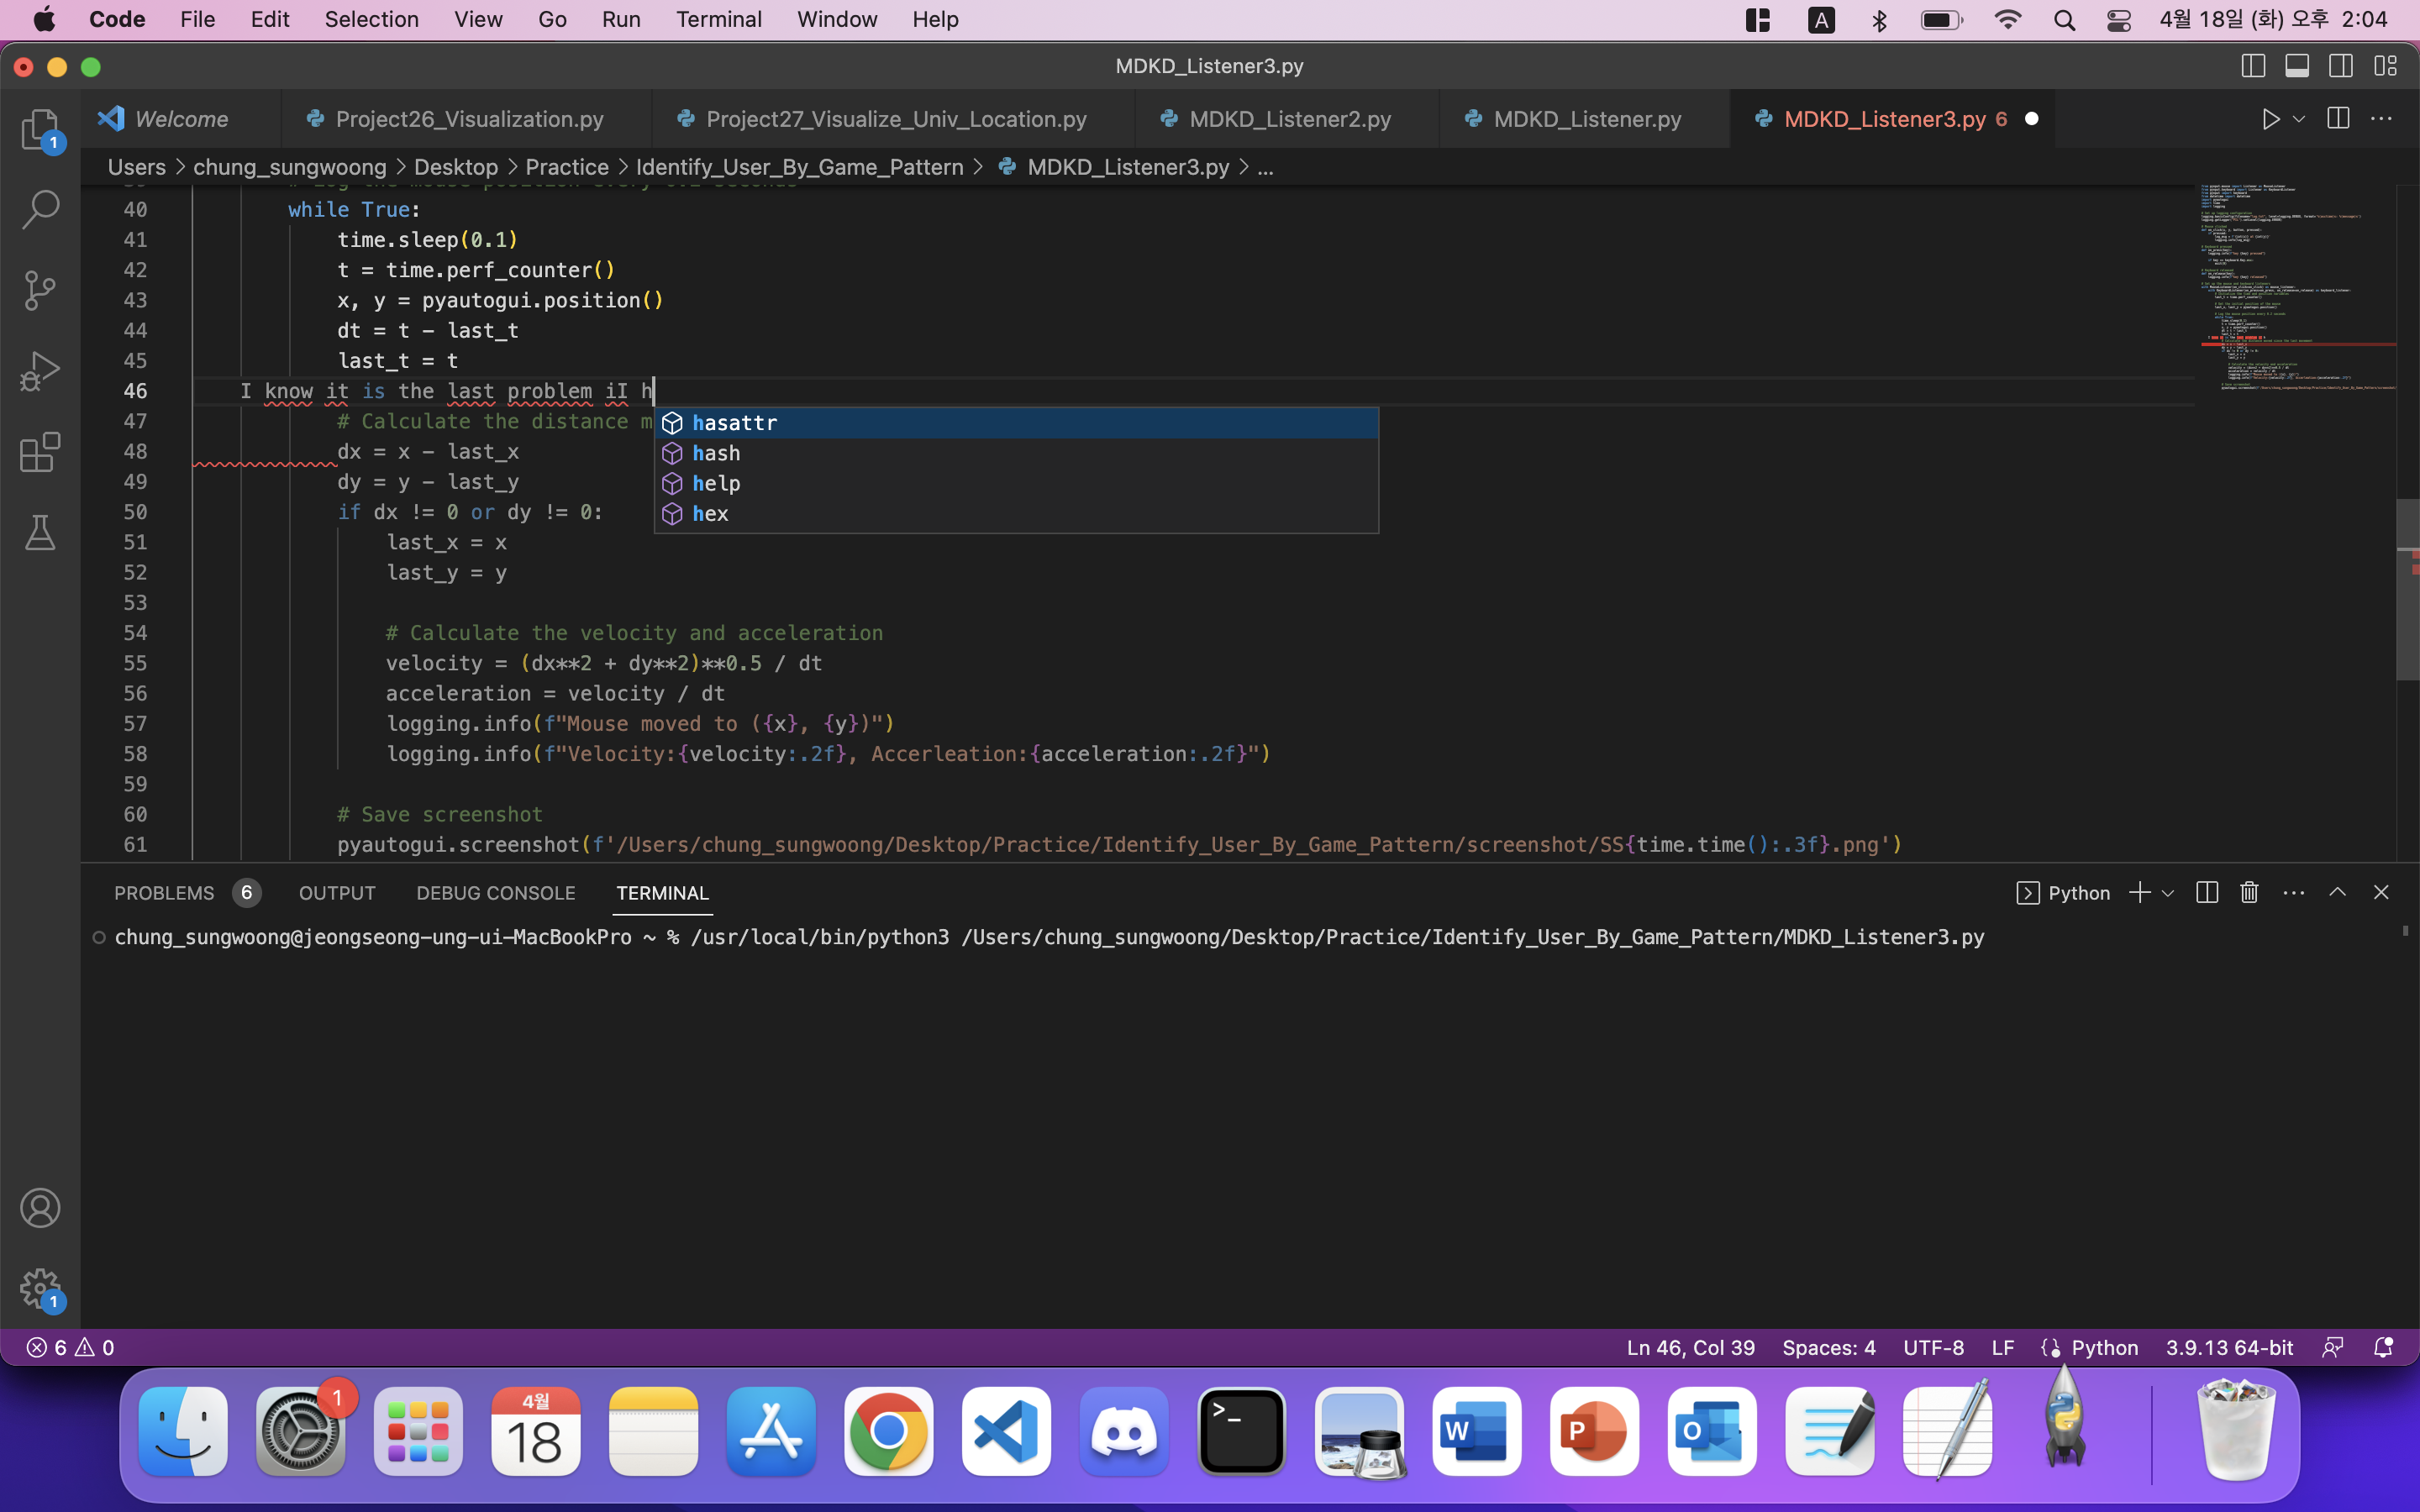 Code File Edit Selection View Go Run Terminal Window Help A 4월 18일 (화) 오후 2:04
MDKD_Listener3.py
Welcome Project26_Visualization.py Project27_Visualize_Univ_Location.py MDKD_Listener2.py MDKD_Listener.py MDKD_Listener3.py 6
1
Users > chung_sungwoong > Desktop > Practice > Identify_User_By_Game_Pattern > MDKD_Listener3.py > ...
40 while True:
41 time.sleep(0.1)
42 t = time.perf_counter()
43 x, y = pyautogui.position()
44 dt = t - last_t
45 last_t = t
46 I know it is the last problem iI h
47 # Calculate the distance m
48 dx = x - last_x
49 dy = y - last_y
50 if dx != 0 or dy != 0:
51 last_x = x
52 last_y = y
53
54 # Calculate the velocity and acceleration
55 velocity = (dx**2 + dy**2)**0.5 / dt
56 acceleration = velocity / dt
57 logging.info(f"Mouse moved to ({x}, {y})")
58 logging.info(f"Velocity:{velocity:.2f}, Accerleation:{acceleration:.2f}")
59
60 # Save screenshot
61 pyautogui.screenshot(f'/Users/chung_sungwoong/Desktop/Practice/Identify_User_By_Game_Pattern/screenshot/SS{time.time():.3f}.png')
hasattr
hash
help
hex
PROBLEMS 6 OUTPUT DEBUG CONSOLE TERMINAL Python
chung_sungwoong@jeongseong-ung-ui-MacBookPro ~ % /usr/local/bin/python3 /Users/chung_sungwoong/Desktop/Practice/Identify_User_By_Game_Pattern/MDKD_Listener3.py
1
6 0 Ln 46, Col 39 Spaces: 4 UTF-8 LF Python 3.9.13 64-bit
1
4월
18
>_
W
P
O